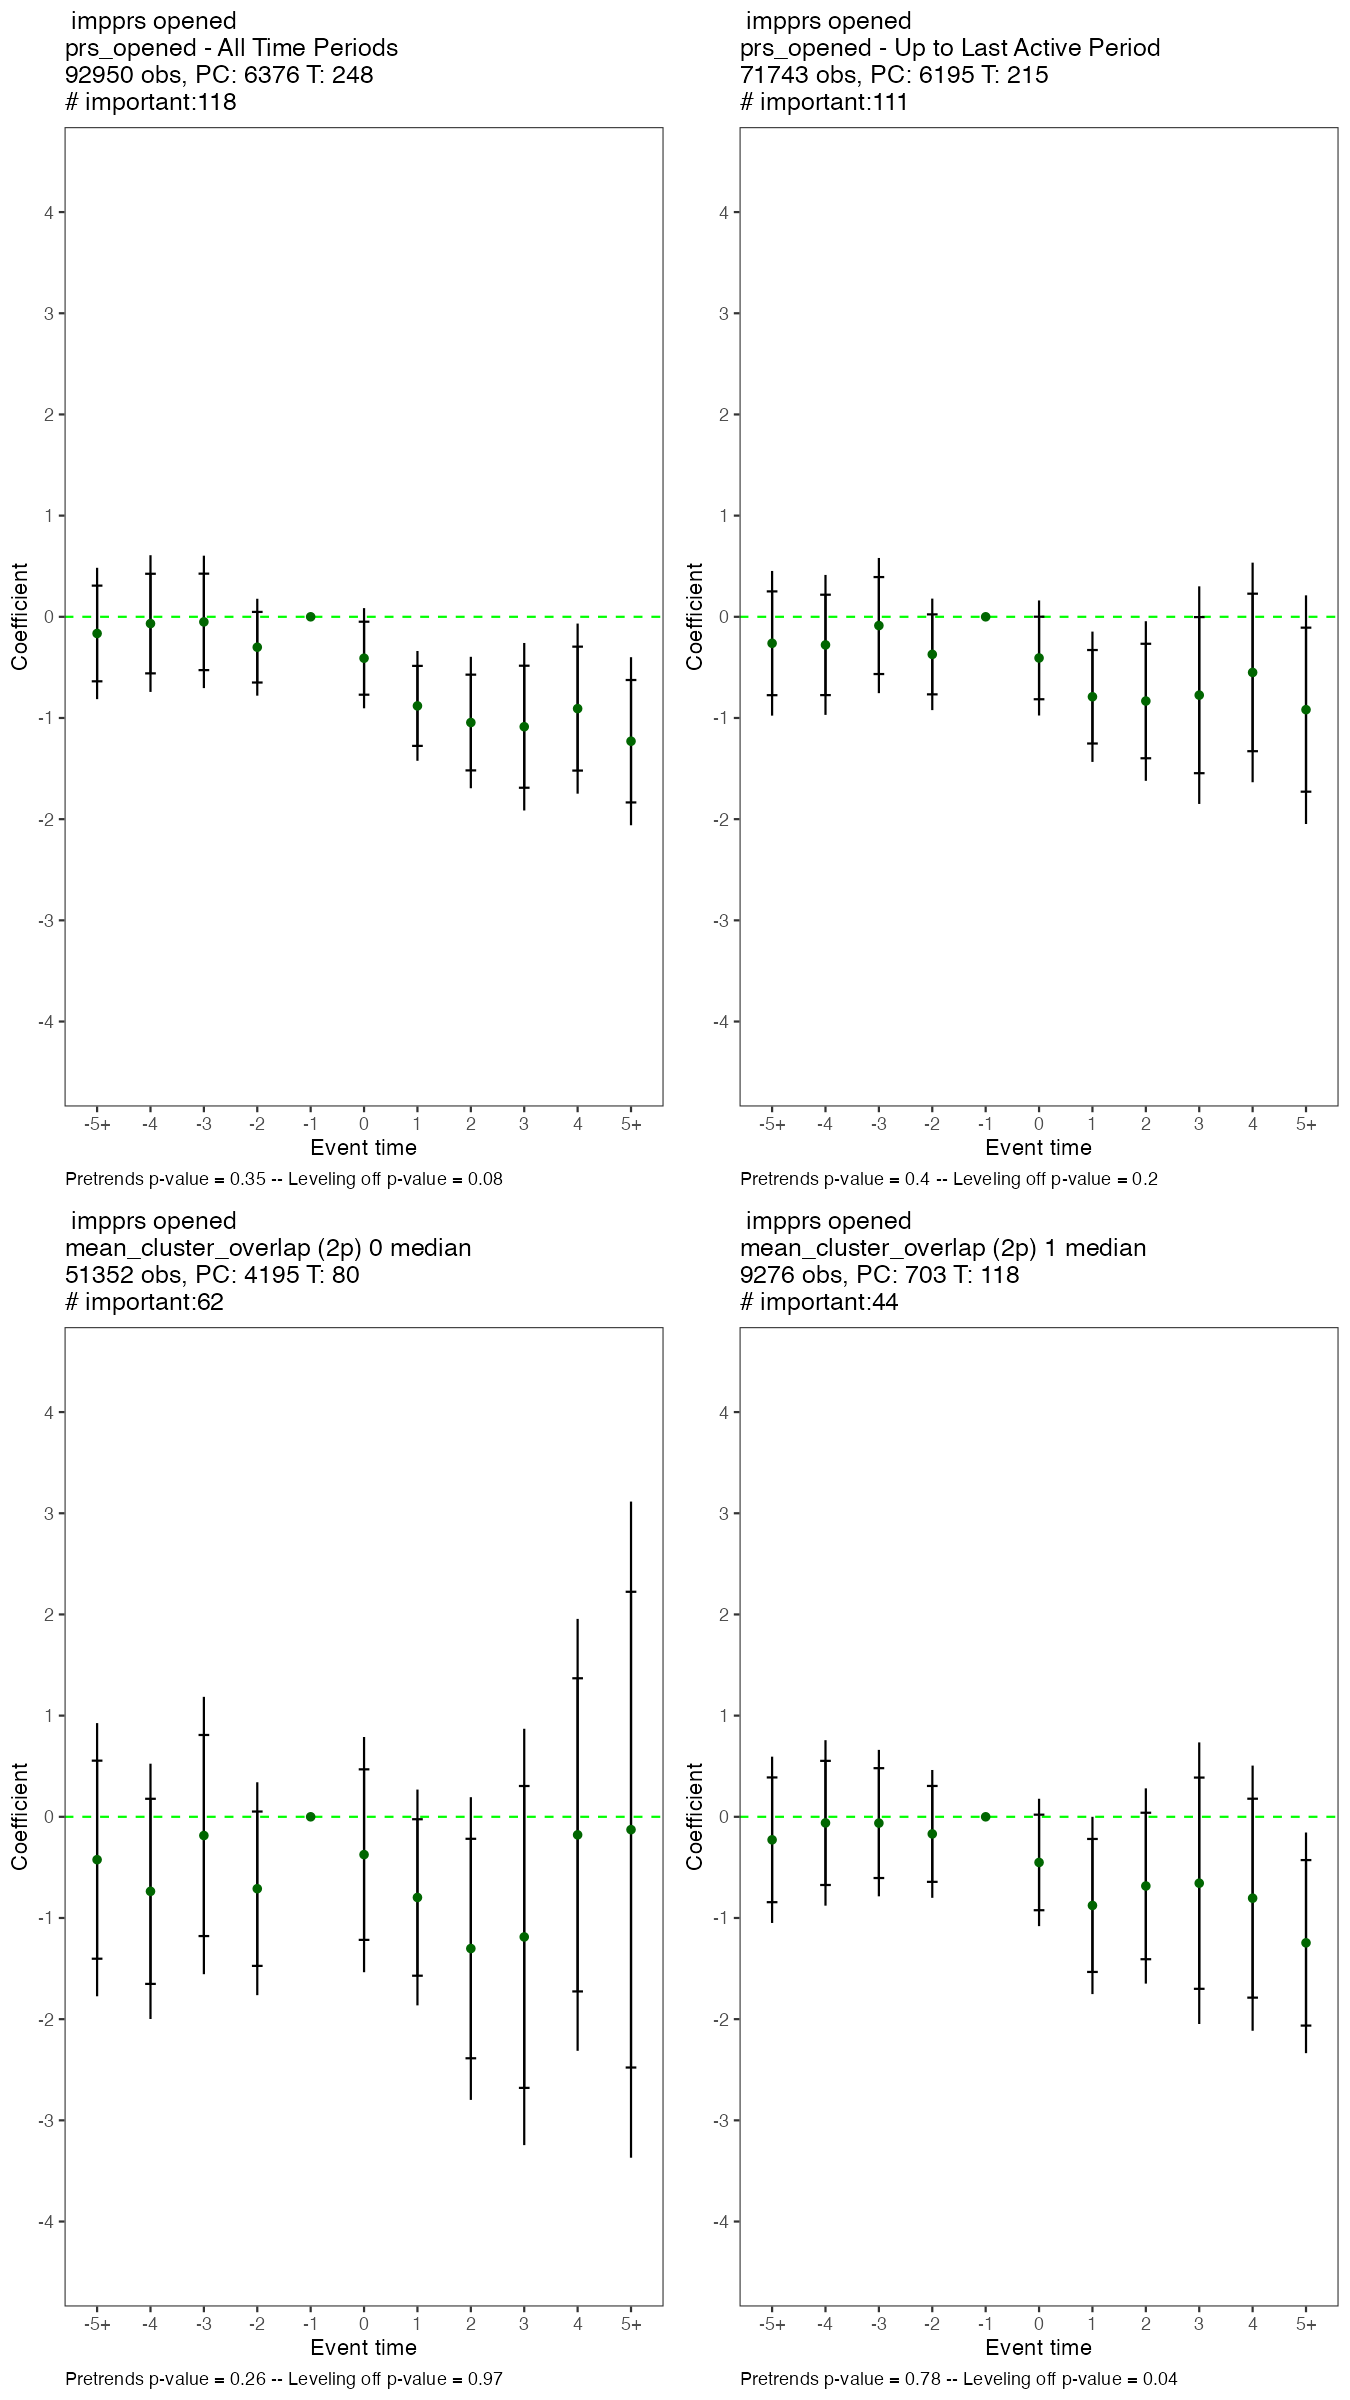 impprs opened
prs_opened - All Time Periods
92950 obs, PC: 6376 T: 248
# important:118
4
3
2
1
0
-1
-2
-3
-4
Coefficient
-5+ -4 -3 -2 -1 0 1 2 3 4 5+
Event time
Pretrends p-value = 0.35 -- Leveling off p-value = 0.08
impprs opened
prs_opened - Up to Last Active Period
71743 obs, PC: 6195 T: 215
# important:111
4
3
2
1
0
-1
-2
-3
-4
Coefficient
-5+ -4 -3 -2 -1 0 1 2 3 4 5+
Event time
Pretrends p-value = 0.4 -- Leveling off p-value = 0.2
impprs opened
mean_cluster_overlap (2p) 0 median
51352 obs, PC: 4195 T: 80
# important:62
4
3
2
1
0
-1
-2
-3
-4
Coefficient
-5+ -4 -3 -2 -1 0 1 2 3 4 5+
Event time
Pretrends p-value = 0.26 -- Leveling off p-value = 0.97
impprs opened
mean_cluster_overlap (2p) 1 median
9276 obs, PC: 703 T: 118
# important:44
4
3
2
1
0
-1
-2
-3
-4
Coefficient
-5+ -4 -3 -2 -1 0 1 2 3 4 5+
Event time
Pretrends p-value = 0.78 -- Leveling off p-value = 0.04